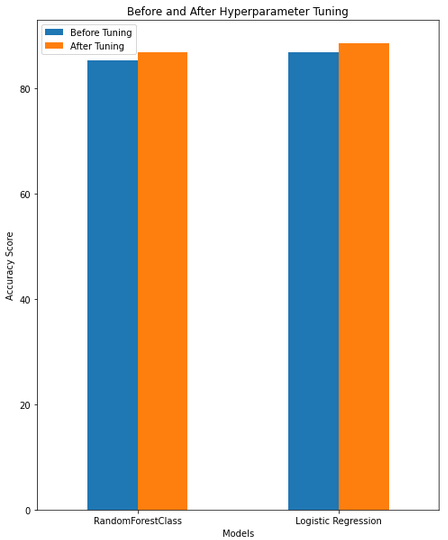 Before and After Hyperparameter Tuning
Before Tuning
After Tuning
80
60
40
20
0
Accuracy Score
RandomForestClass Logistic Regression
Models